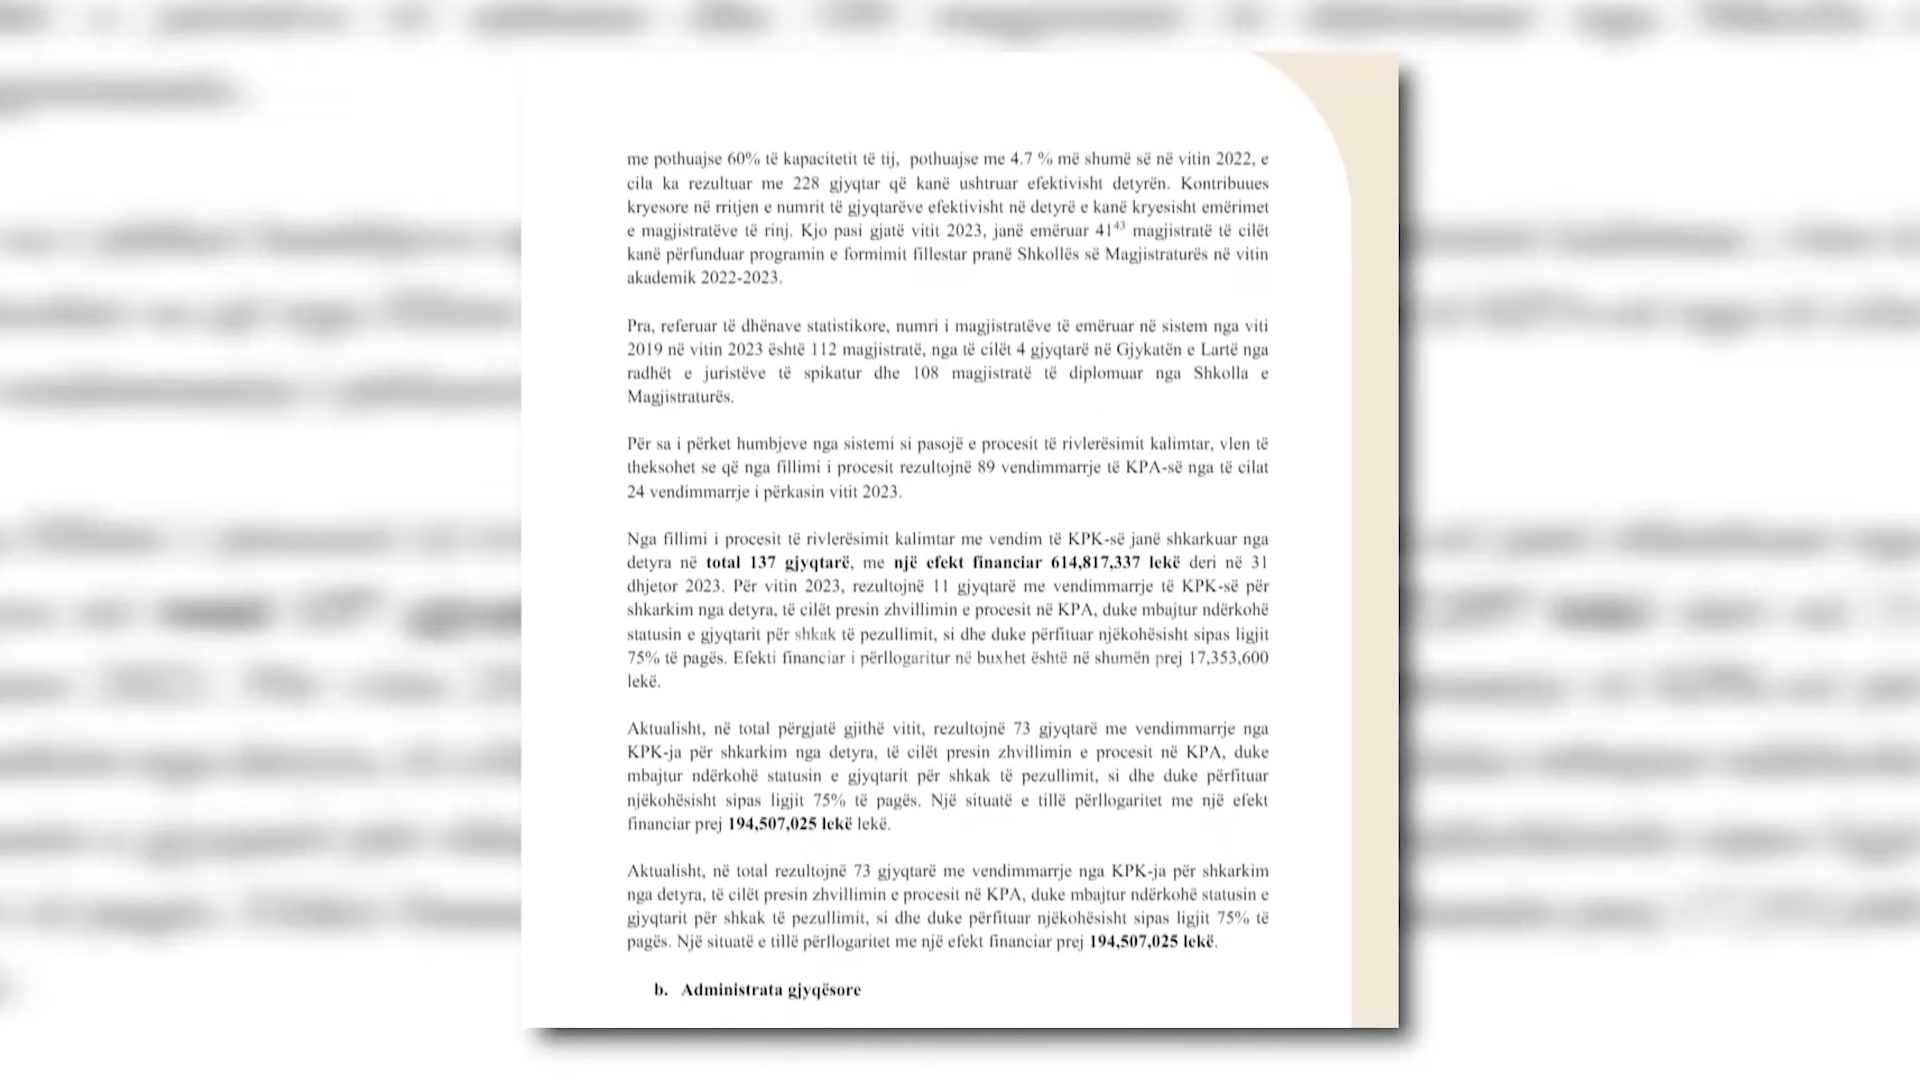 me pothuajse 60% të kapacitetit të tij, pothuajse me 4.7 % më shumë së në vitin 2022, e
cila ka rezultuar me 228 gjyqtar që kanë ushtruar efektivisht detyrën. Kontribuues
kryesore në rritjen e numrit të gjyqtarëve efektivisht në detyrë e kanë kryesisht emërimet
e magjistratëve të rinj. Kjo pasi gjatë vitit 2023, janë emëruar 41⁴³ magjistratë të cilët
kanë përfunduar programin e formimit fillestar pranë Shkollës së Magjistraturës në vitin
akademik 2022-2023.
Pra, referuar të dhënave statistikore, numri i magjistratëve të emëruar në sistem nga viti
2019 në vitin 2023 është 112 magjistratë, nga të cilët 4 gjyqtarë në Gjykatën e Lartë nga
radhët e juristëve të spikatur dhe 108 magjistratë të diplomuar nga Shkolla e
Magjistraturës.
Për sa i përket humbjeve nga sistemi si pasojë e procesit të rivlerësimit kalimtar, vlen të
theksohet se që nga fillimi i procesit rezultojnë 89 vendimmarrje të KPA-së nga të cilat
24 vendimmarrje i përkasin vitit 2023.
Nga fillimi i procesit të rivlerësimit kalimtar me vendim të KPK-së janë shkarkuar nga
detyra në total 137 gjyqtarë, me një efekt financiar 614,817,337 lekë deri në 31
dhjetor 2023. Për vitin 2023, rezultojnë 11 gjyqtarë me vendimmarrje të KPK-së për
shkarkim nga detyra, të cilët presin zhvillimin e procesit në KPA, duke mbajtur ndërkohë
statusin e gjyqtarit për shkak të pezullimit, si dhe duke përfituar njëkohësisht sipas ligjit
75% të pagës. Efekti financiar i përllogaritur në buxhet është në shumën prej 17,353,600
lekë.
Aktualisht, në total përgjatë gjithë vitit, rezultojnë 73 gjyqtarë me vendimmarrje nga
KPK-ja për shkarkim nga detyra, të cilët presin zhvillimin e procesit në KPA, duke
mbajtur ndërkohë statusin e gjyqtarit për shkak të pezullimit, si dhe duke përfituar
njëkohësisht sipas ligjit 75% të pagës. Një situatë e tillë përllogaritet me një efekt
financiar prej 194,507,025 lekë lekë.
Aktualisht, në total rezultojnë 73 gjyqtarë me vendimmarrje nga KPK-ja për shkarkim
nga detyra, të cilët presin zhvillimin e procesit në KPA, duke mbajtur ndërkohë statusin e
gjyqtarit për shkak të pezullimit, si dhe duke përfituar njëkohësisht sipas ligjit 75% të
pagës. Një situatë e tillë përllogaritet me një efekt financiar prej 194,507,025 lekë.
b. Administrata gjyqësore